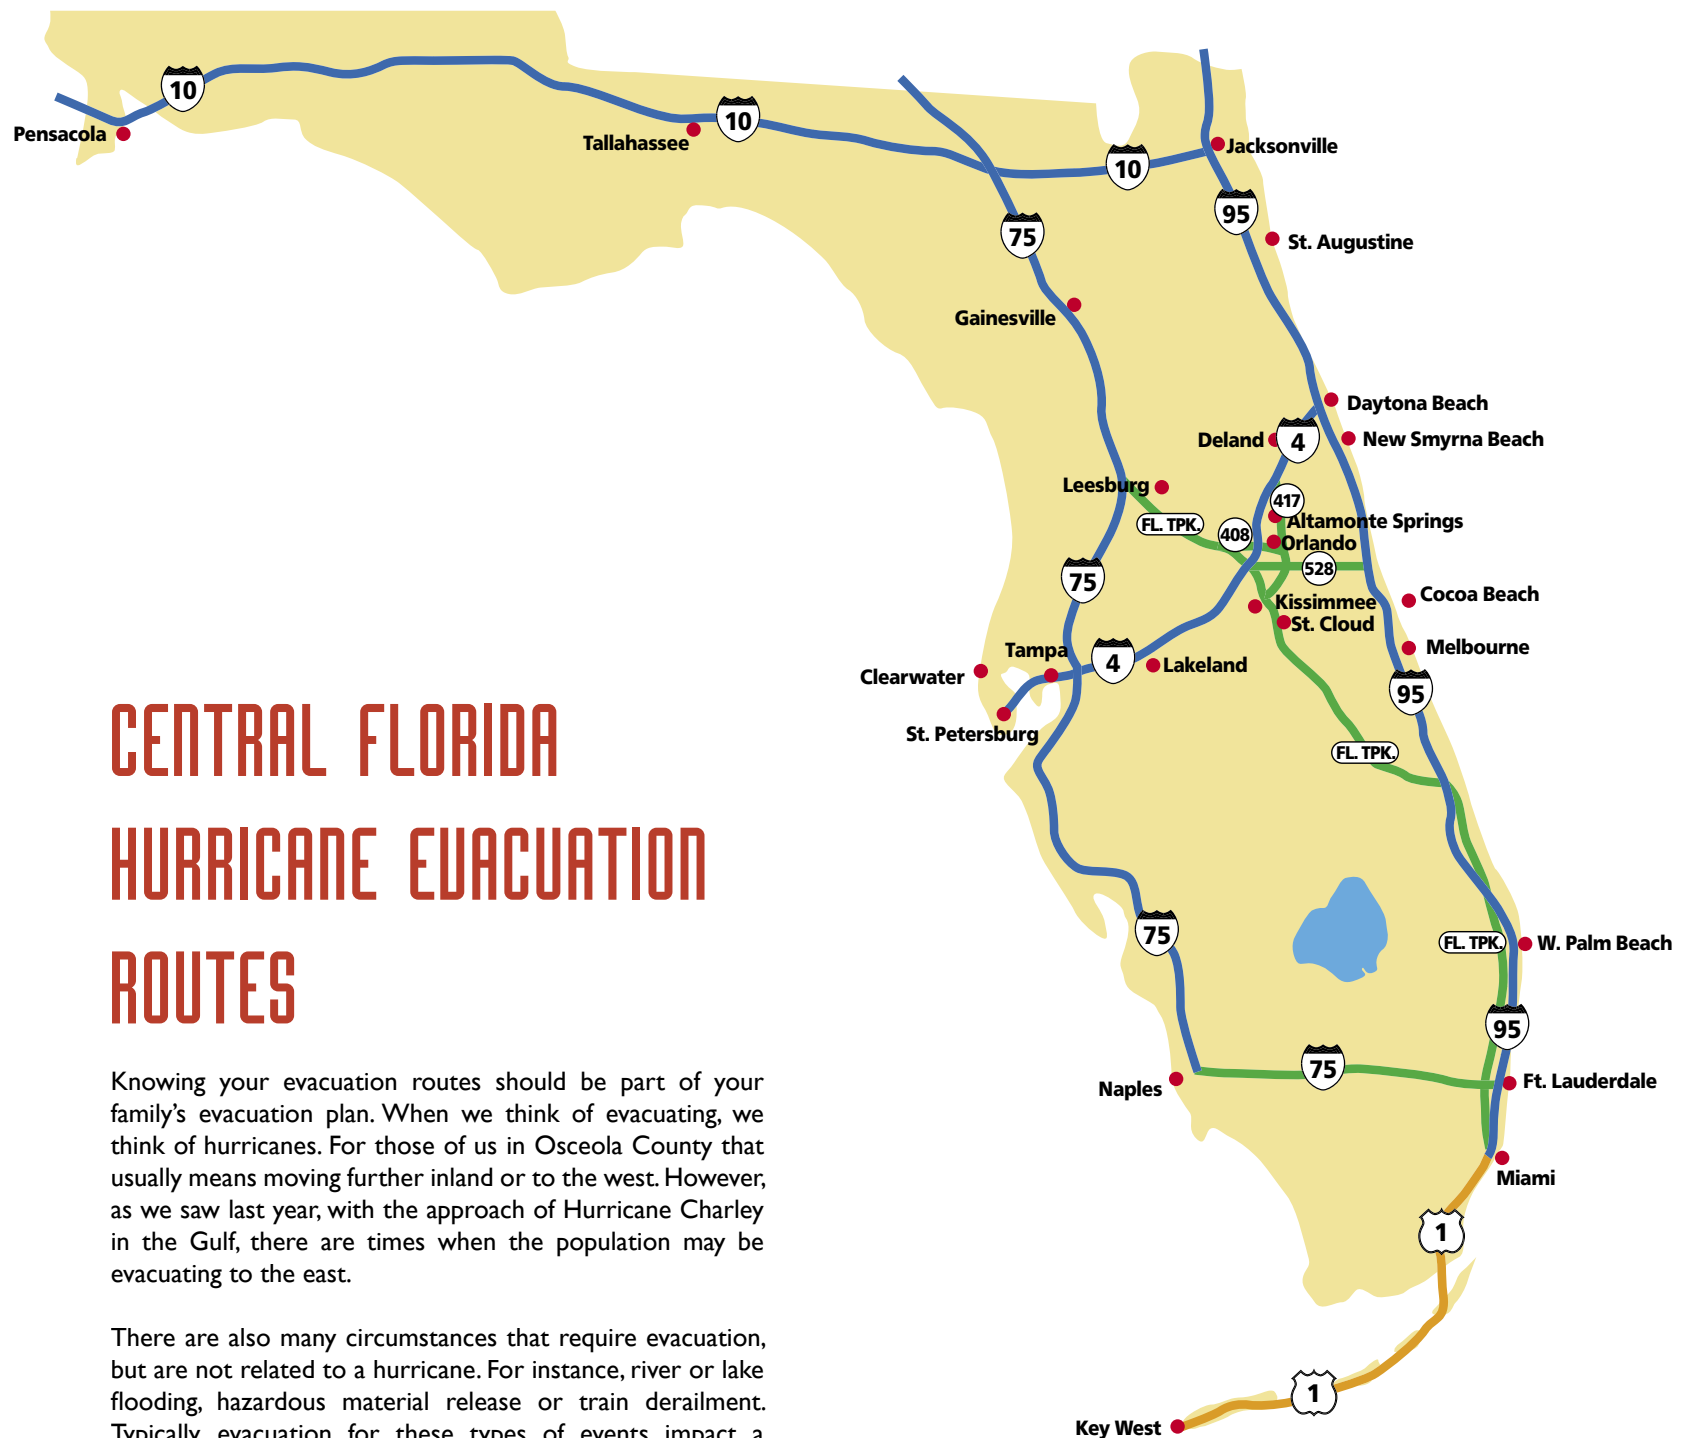 10
Pensacola
Tallahassee
10
10
Jacksonville
95
75
St. Augustine
Gainesville
Daytona Beach
Deland
4
New Smyrna Beach
Leesburg
417
FL. TPK.
408
Altamonte Springs
Orlando
528
75
Kissimmee
Cocoa Beach
St. Cloud
Tampa
4
Lakeland
Melbourne
Clearwater
95
St. Petersburg
FL. TPK.
75
FL. TPK.
W. Palm Beach
95
75
Naples
Ft. Lauderdale
Miami
1
1
Key West
CENTRAL FLORIDA
HURRICANE EVACUATION
ROUTES
Knowing your evacuation routes should be part of your
family's evacuation plan. When we think of evacuating, we
think of hurricanes. For those of us in Osceola County that
usually means moving further inland or to the west. However,
as we saw last year, with the approach of Hurricane Charley
in the Gulf, there are times when the population may be
evacuating to the east.
There are also many circumstances that require evacuation,
but are not related to a hurricane. For instance, river or lake
flooding, hazardous material release or train derailment.
Typically evacuation for these types of events impact a